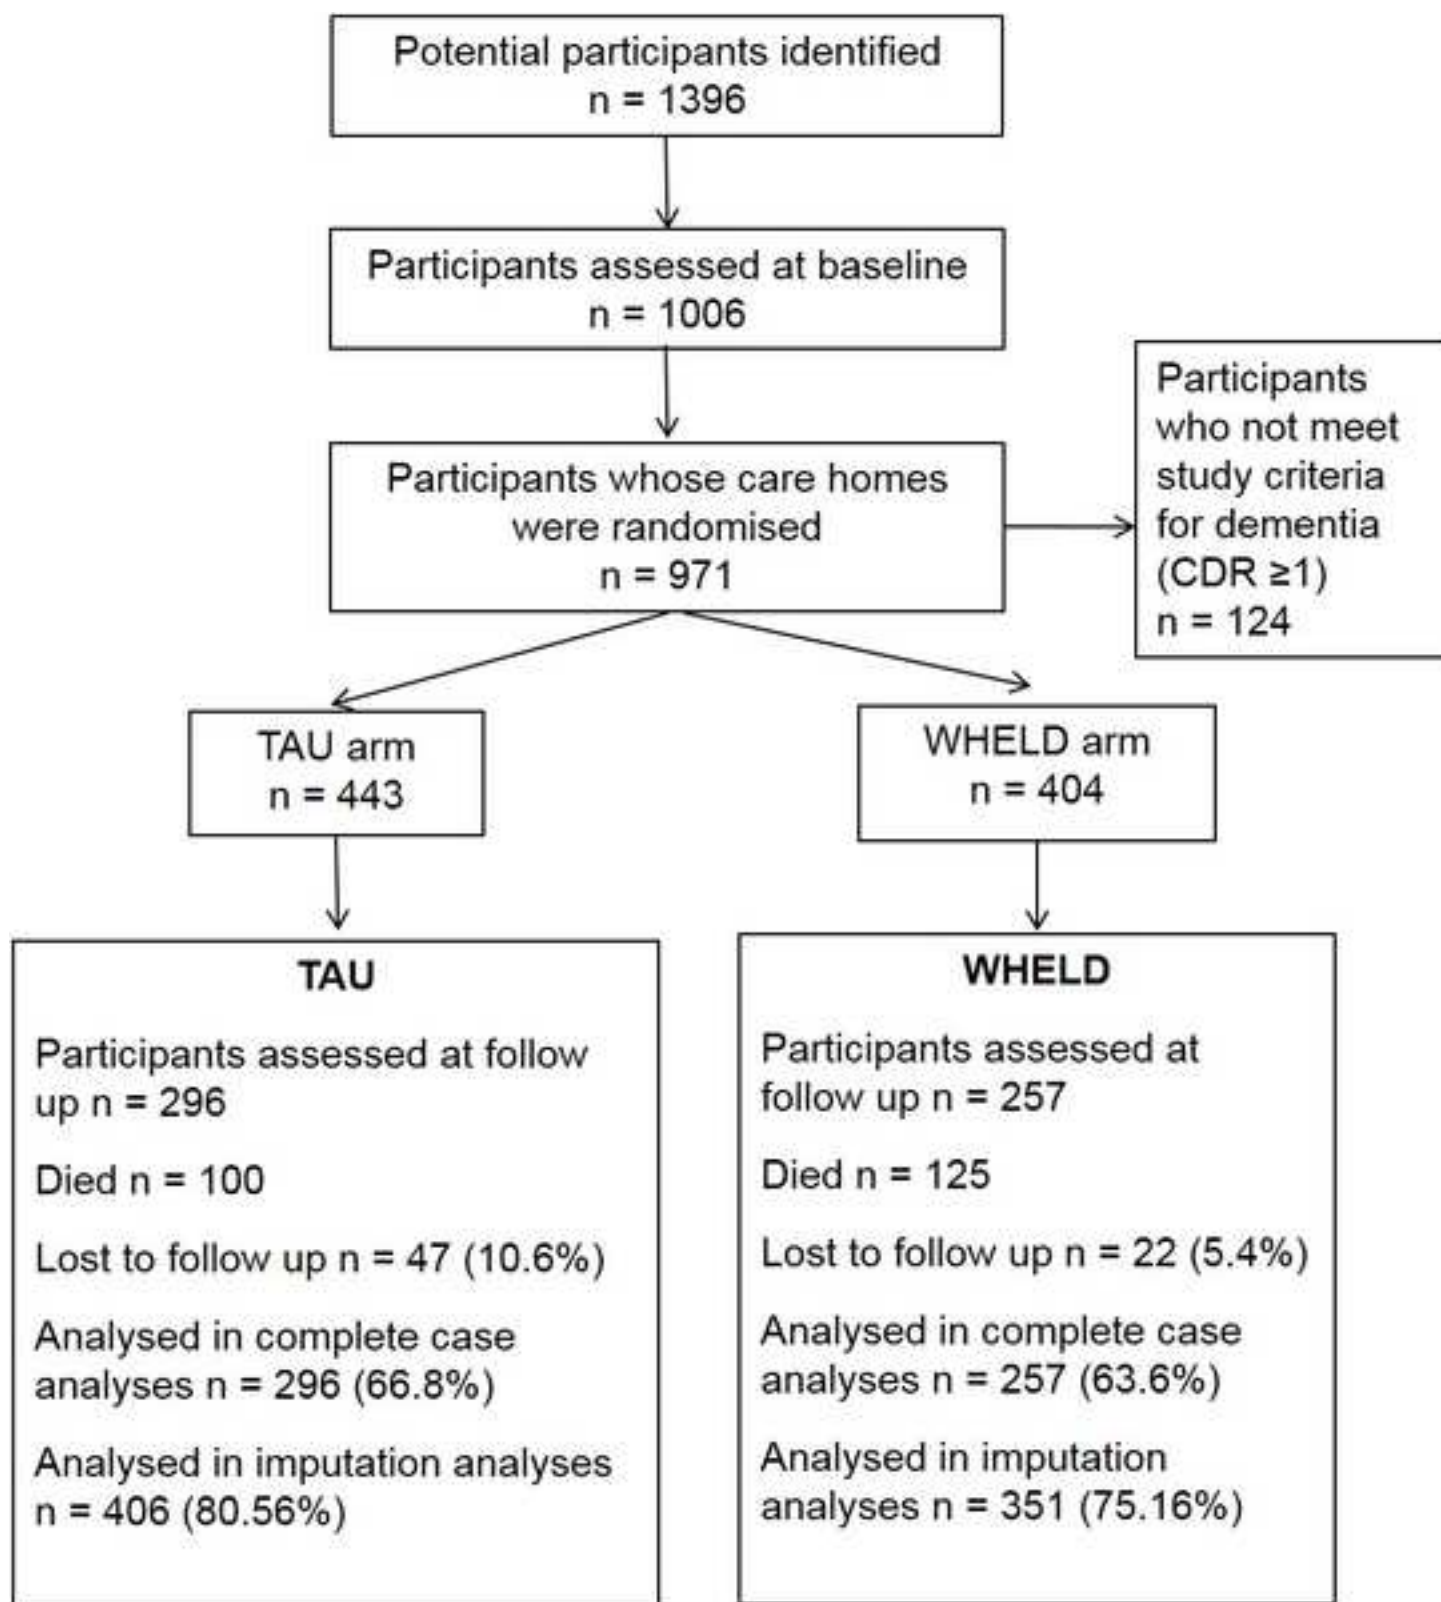 Potential participants identified
n = 1396
Participants assessed at baseline
n = 1006
Participants whose care homes
were randomised
n = 971
Participants
who not meet
study criteria
for dementia
(CDR ≥1)
n = 124
TAU arm
n = 443
WHELD arm
n = 404
TAU
Participants assessed at follow
up n = 296
Died n = 100
Lost to follow up n = 47 (10.6%)
Analysed in complete case
analyses n = 296 (66.8%)
Analysed in imputation analyses
n = 406 (80.56%)
WHELD
Participants assessed at
follow up n = 257
Died n = 125
Lost to follow up n = 22 (5.4%)
Analysed in complete case
analyses n = 257 (63.6%)
Analysed in imputation
analyses n = 351 (75.16%)